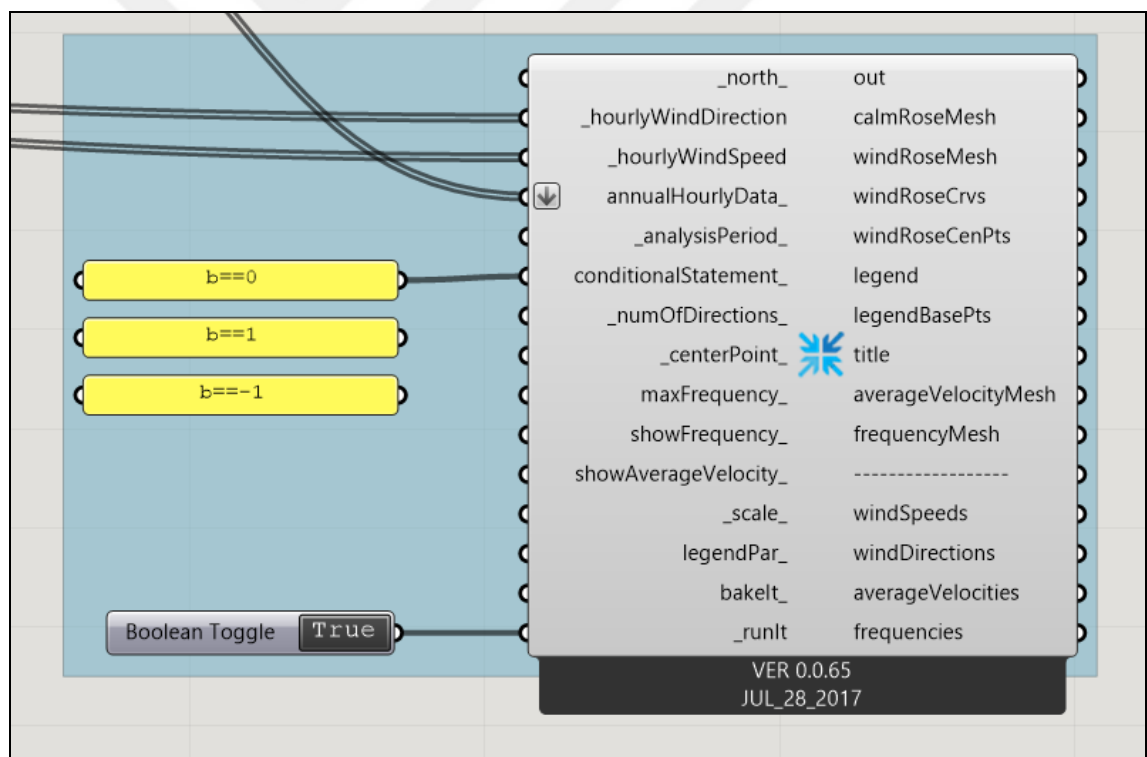 _north_ out
_hourlyWindDirection calmRoseMesh
_hourlyWindSpeed windRoseMesh
annualHourlyData_ windRoseCrvs
_analysisPeriod_ windRoseCenPts
b==0 conditionalStatement_ legend
_numOfDirections_ legendBasePts
b==1
_centerPoint_ title
b==-1 maxFrequency_ averageVelocityMesh
showFrequency_ frequencyMesh
showAverageVelocity_ ------------------
_scale_ windSpeeds
legendPar_ windDirections
bakeIt_ averageVelocities
Boolean Toggle True _runIt frequencies
VER 0.0.65
JUL_28_2017